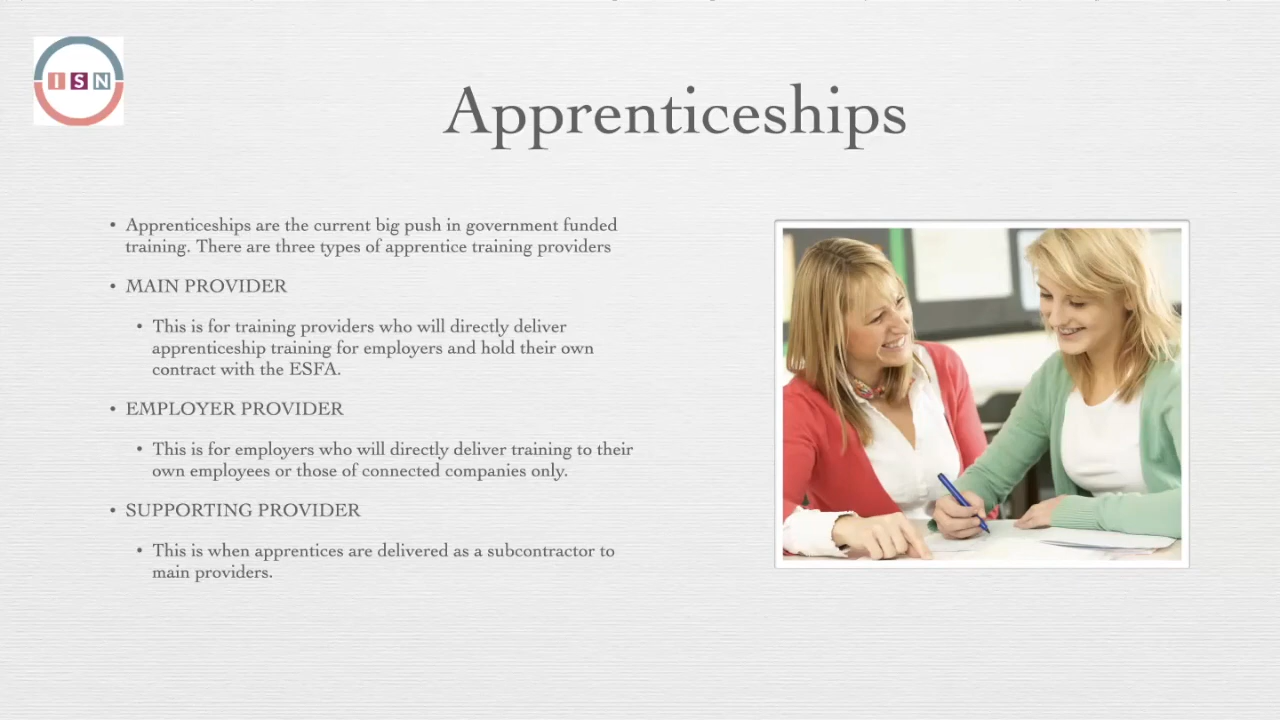 ISN
Apprenticeships
• Apprenticeships are the current big push in government funded
training. There are three types of apprentice training providers
• MAIN PROVIDER
• This is for training providers who will directly deliver
apprenticeship training for employers and hold their own
contract with the ESFA.
• EMPLOYER PROVIDER
• This is for employers who will directly deliver training to their
own employees or those of connected companies only.
• SUPPORTING PROVIDER
• This is when apprentices are delivered as a subcontractor to
main providers.